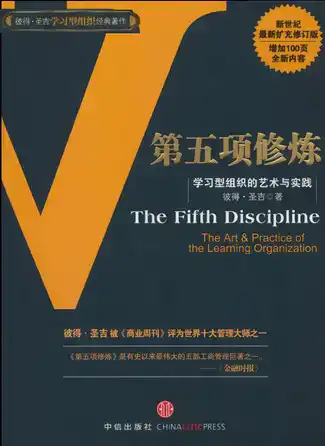 彼得·圣吉学习型组织经典著作
新世纪
最新扩充修订版
增加100页
全新内容
第五项修炼
学习型组织的艺术与实践
彼得·圣吉◎著
The Fifth Discipline
The Art & Practice of
the Learning Organization
彼得·圣吉 被《商业周刊》评为世界十大管理大师之一
《第五项修炼》是有史以来最伟大的五部工商管理巨著之一。
——《金融时报》
中信出版社 CHINA CITIC PRESS